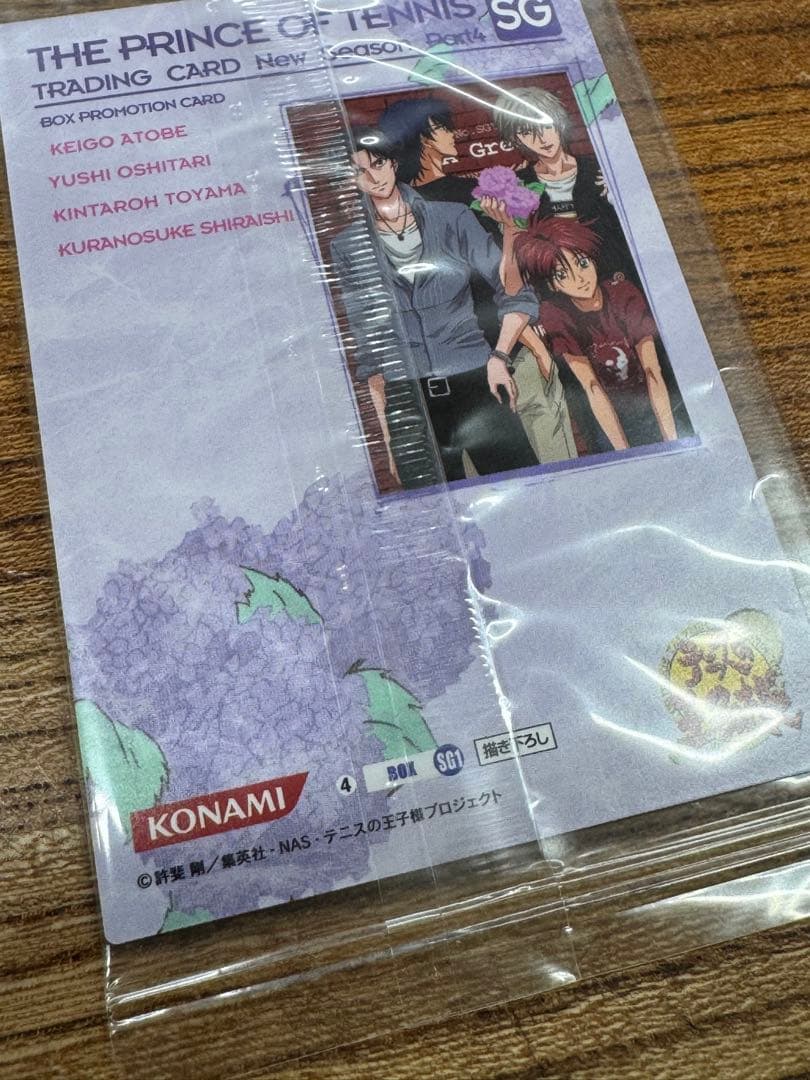 THE PRINCE OF TENNIS
SG
TRADING CARD New Season Part4
BOX PROMOTION CARD
KEIGO ATOBE
YUSHI OSHITARI
KINTAROH TOYAMA
KURANOSUKE SHIRAISHI
Gre
4 BOX SG1 描き下ろし
KONAMI
©許斐 剛／集英社・NAS・テニスの王子様プロジェクト